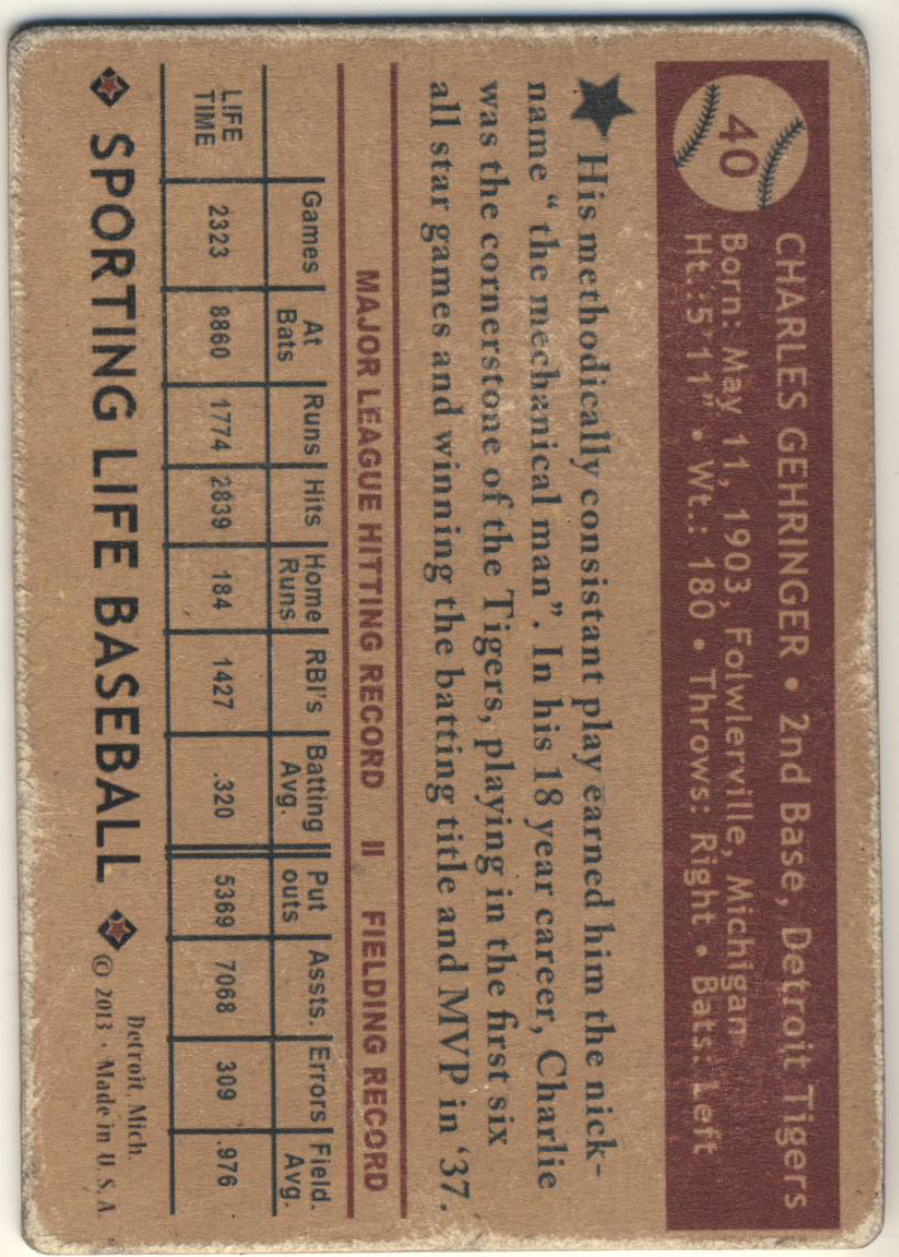 40
CHARLES GEHRINGER • 2nd Base, Detroit Tigers
Born: May 11, 1903, Folwlerville, Michigan
Ht.:5'11" • Wt.: 180 • Throws: Right • Bats: Left
★ His methodically consistant play earned him the nick-
name “ the mechanical man”. In his 18 year career, Charlie
was the cornerstone of the Tigers, playing in the first six
all star games and winning the batting title and MVP in ‘37.
MAJOR LEAGUE HITTING RECORD II FIELDING RECORD
Games At Bats Runs Hits Home Runs RBI's Batting Avg. Put outs Assts. Errors Field. Avg.
LIFE TIME 2323 8860 1774 2839 184 1427 .320 5369 7068 309 .976
SPORTING LIFE BASEBALL
Detroit, Mich.
© 2013 • Made in U. S. A.